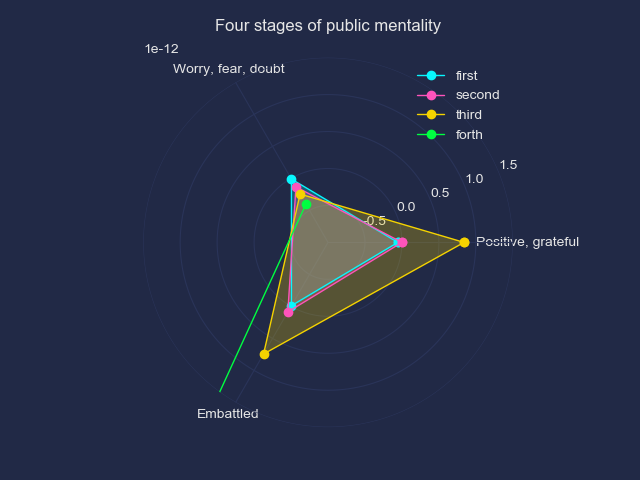 Four stages of public mentality
1e-12
Worry, fear, doubt
first
second
third
forth
1.5
1.0
0.5
0.0
-0.5
Positive, grateful
Embattled